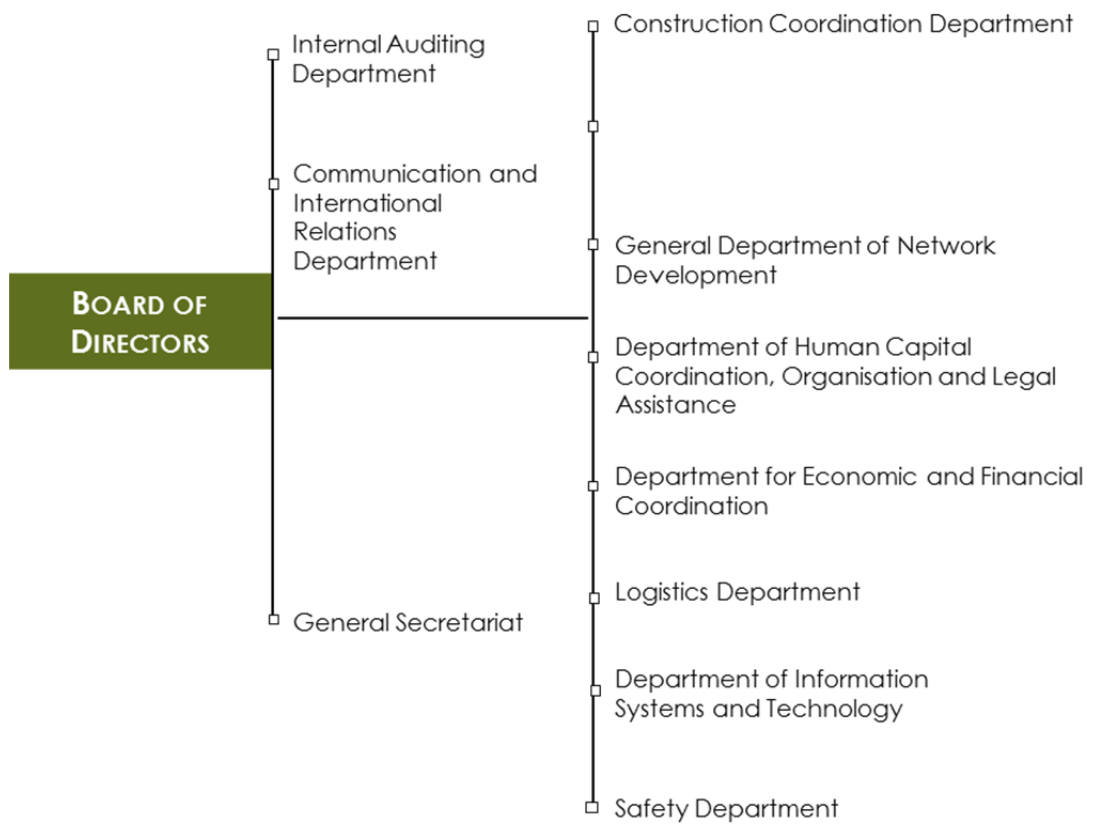 Internal Auditing
Department
Communication and
International
Relations
Department
BOARD OF
DIRECTORS
General Secretariat
Construction Coordination Department
General Department of Network
Development
Department of Human Capital
Coordination, Organisation and Legal
Assistance
Department for Economic and Financial
Coordination
Logistics Department
Department of Information
Systems and Technology
Safety Department